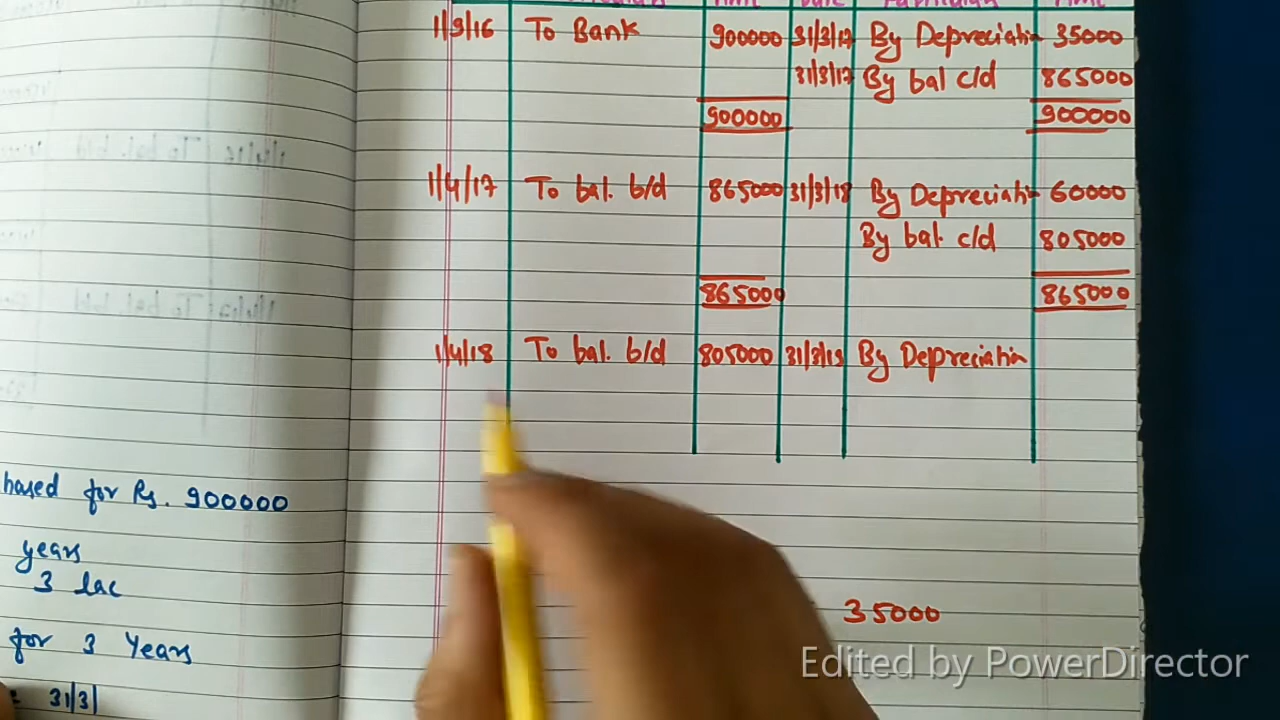 1/9/16 To Bank 900000 31/3/17 By Depreciatin 35000
31/3/17 By bal c/d 865000
900000 900000
1/4/17 To bal. b/d 865000 31/3/18 By Depreciatin 60000
By bal. c/d 805000
865000 865000
1/4/18 To bal. b/d 805000 31/3/19 By Depreciatin
hased for Rs. 900000
years
3 lac
for 3 Years
31/3/
35000
Edited by PowerDirector